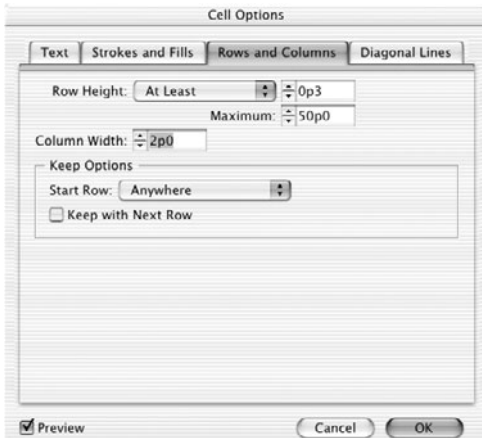 Cell Options
Text Strokes and Fills Rows and Columns Diagonal Lines
Row Height: At Least 0p3
Maximum: 50p0
Column Width: 2p0
Keep Options
Start Row: Anywhere
Keep with Next Row
Preview Cancel OK